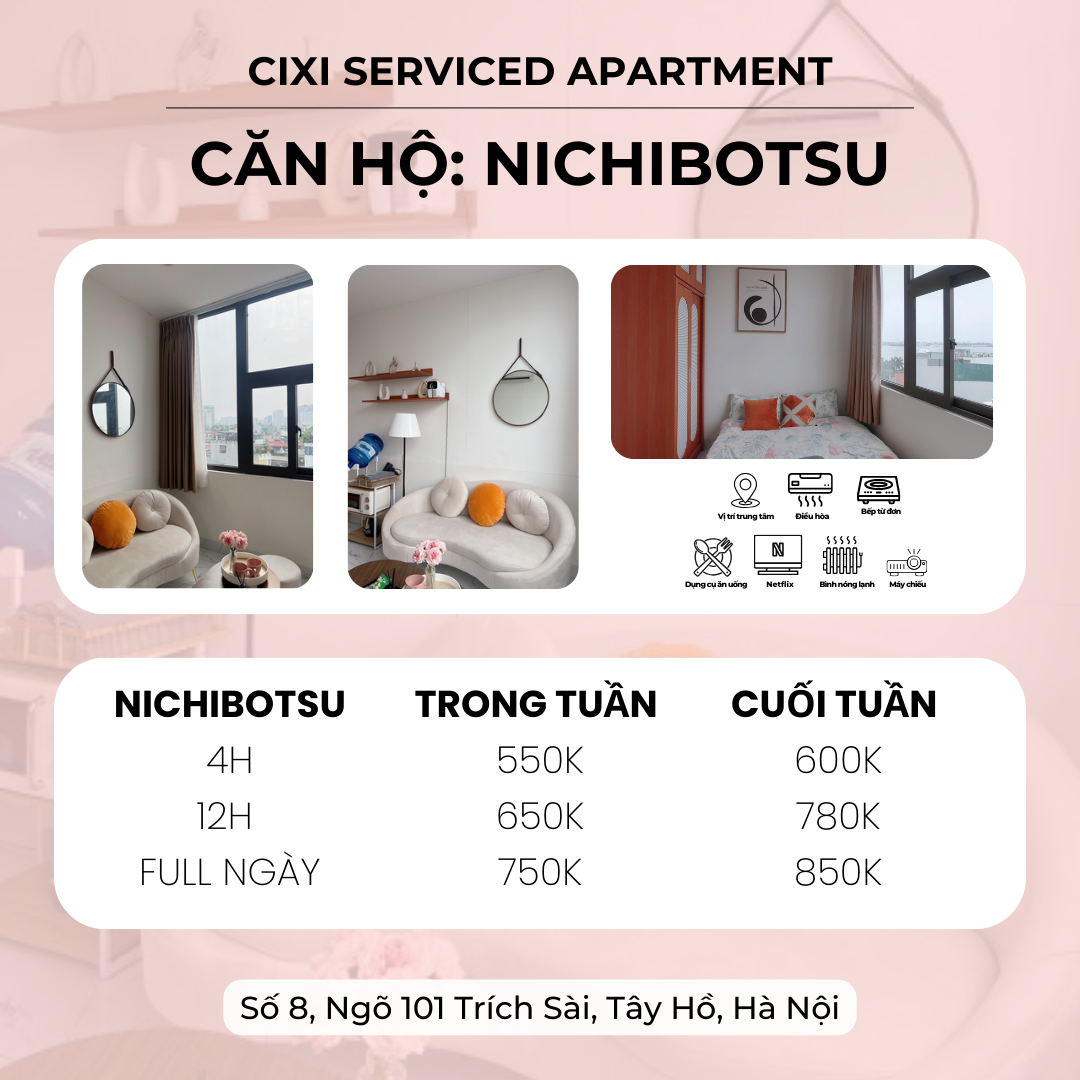 CIXI SERVICED APARTMENT
CĂN HỘ: NICHIBOTSU
Vị trí trung tâm
Điều hòa
Bếp từ đơn
Dụng cụ ăn uống
N
Netflix
Bình nóng lạnh
Máy chiếu
NICHIBOTSU TRONG TUẦN CUỐI TUẦN
4H 550K 600K
12H 650K 780K
FULL NGÀY 750K 850K
Số 8, Ngõ 101 Trích Sài, Tây Hồ, Hà Nội